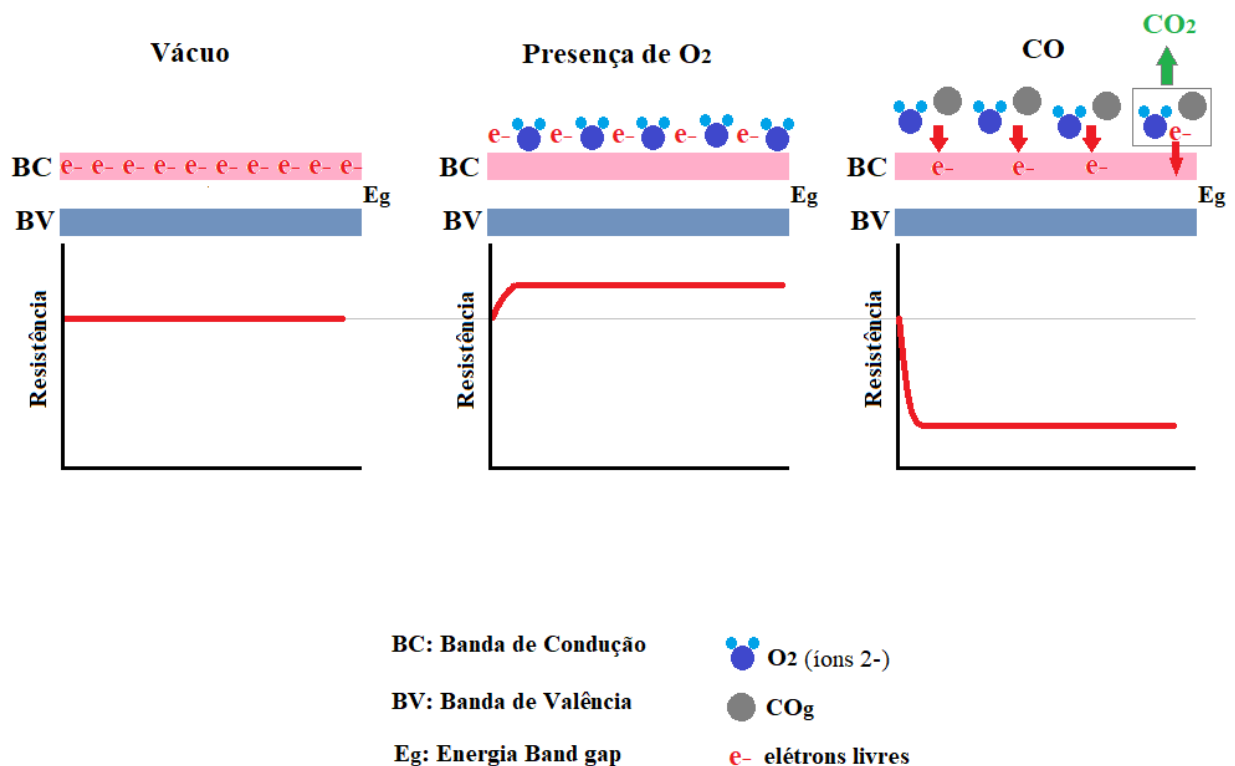 Vácuo
BC e- e- e- e- e- e- e- e- e-
Eg
BV
Resistência
Presença de O2
e- e- e- e- e-
BC
Eg
BV
Resistência
CO2
CO
e-
BC e- e- e-
Eg
BV
Resistência
BC: Banda de Condução
BV: Banda de Valência
Eg: Energia Band gap
O2 (íons 2-)
COg
e- elétrons livres